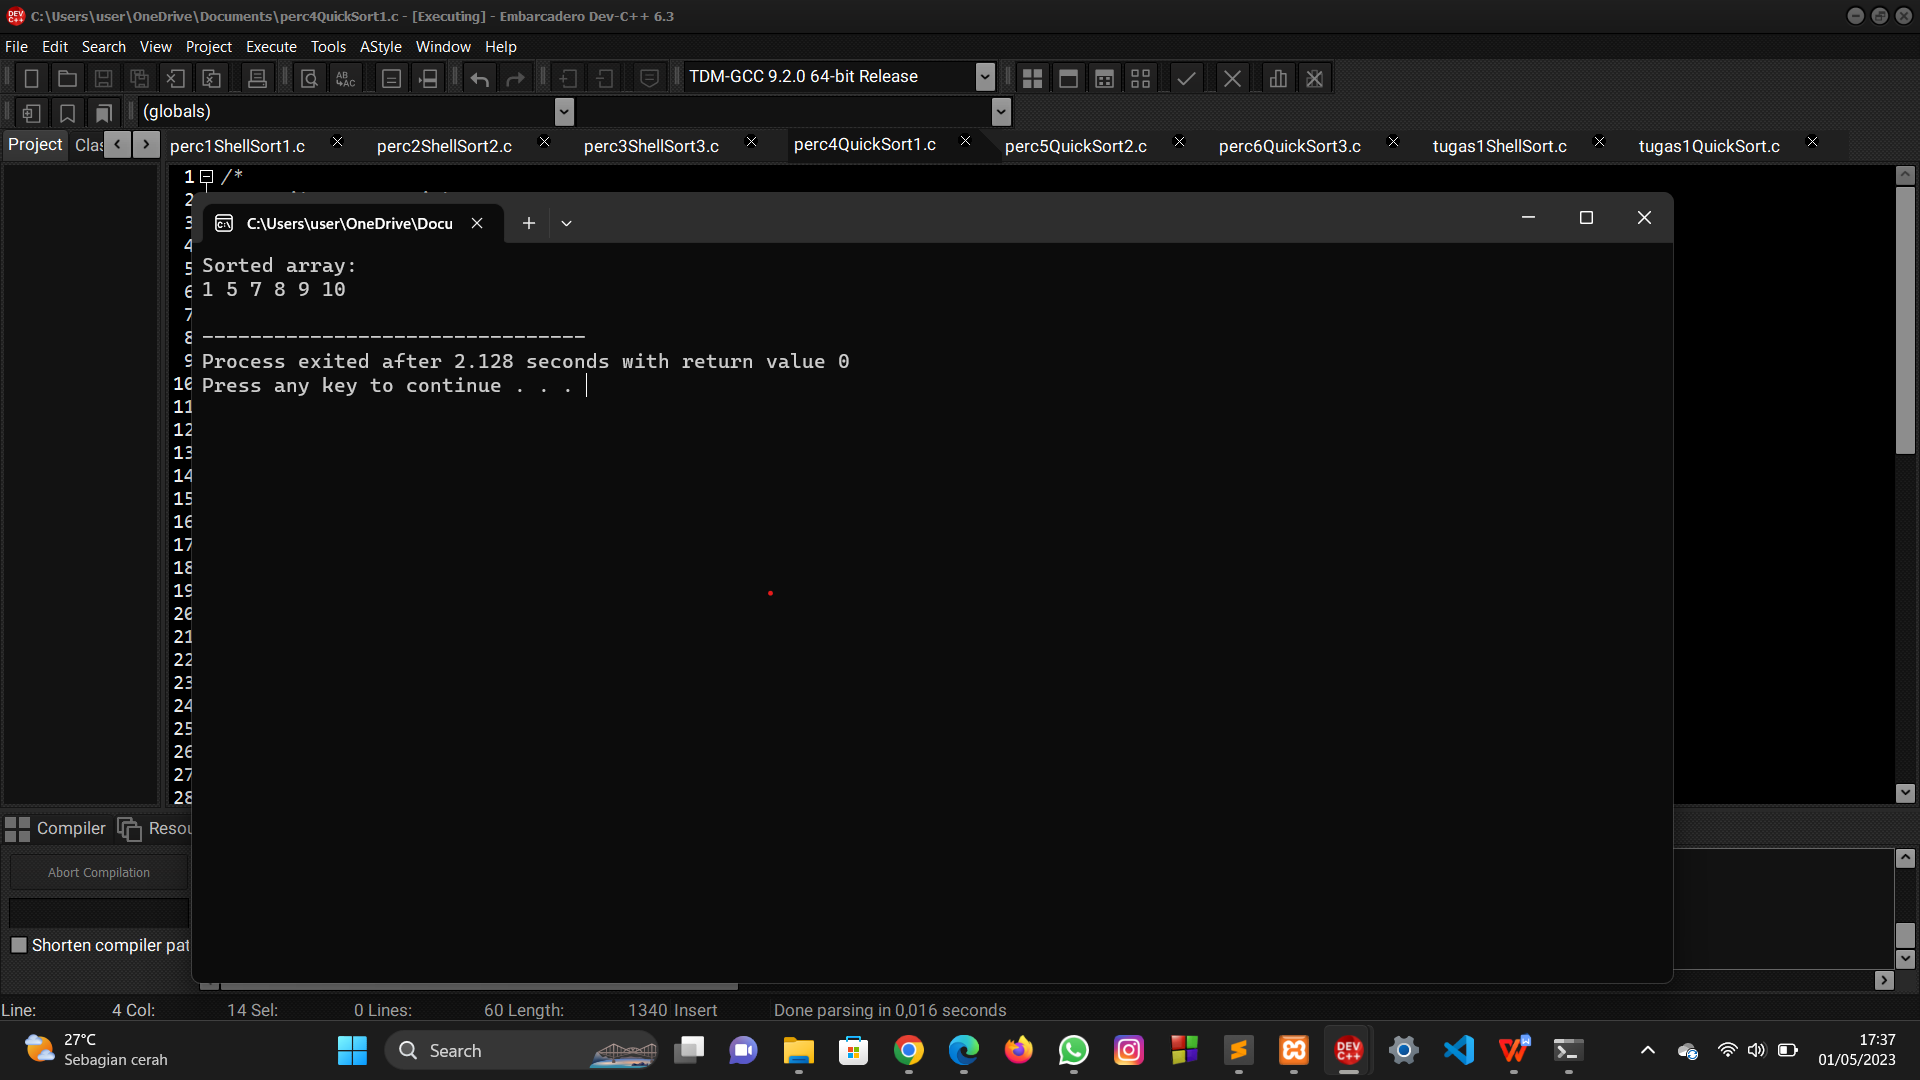 C:\Users\user\OneDrive\Documents\perc4QuickSort1.c - [Executing] - Embarcadero Dev-C++ 6.3
File Edit Search View Project Execute Tools AStyle Window Help
TDM-GCC 9.2.0 64-bit Release
(globals)
Project Clas perc1ShellSort1.c perc2ShellSort2.c perc3ShellSort3.c perc4QuickSort1.c perc5QuickSort2.c perc6QuickSort3.c tugas1ShellSort.c tugas1QuickSort.c
1 /*
2
3
4
5
6
7
8
9
10
11
12
13
14
15
16
17
18
19
20
21
22
23
24
25
26
27
28
C:\Users\user\OneDrive\Docu
Sorted array:
1 5 7 8 9 10
--------------------------------
Process exited after 2.128 seconds with return value 0
Press any key to continue . . .
Compiler Resou
Abort Compilation
Shorten compiler pat
Line: 4 Col: 14 Sel: 0 Lines: 60 Length: 1340 Insert Done parsing in 0,016 seconds
27°C
Sebagian cerah
Search
DEV C++
17:37
01/05/2023